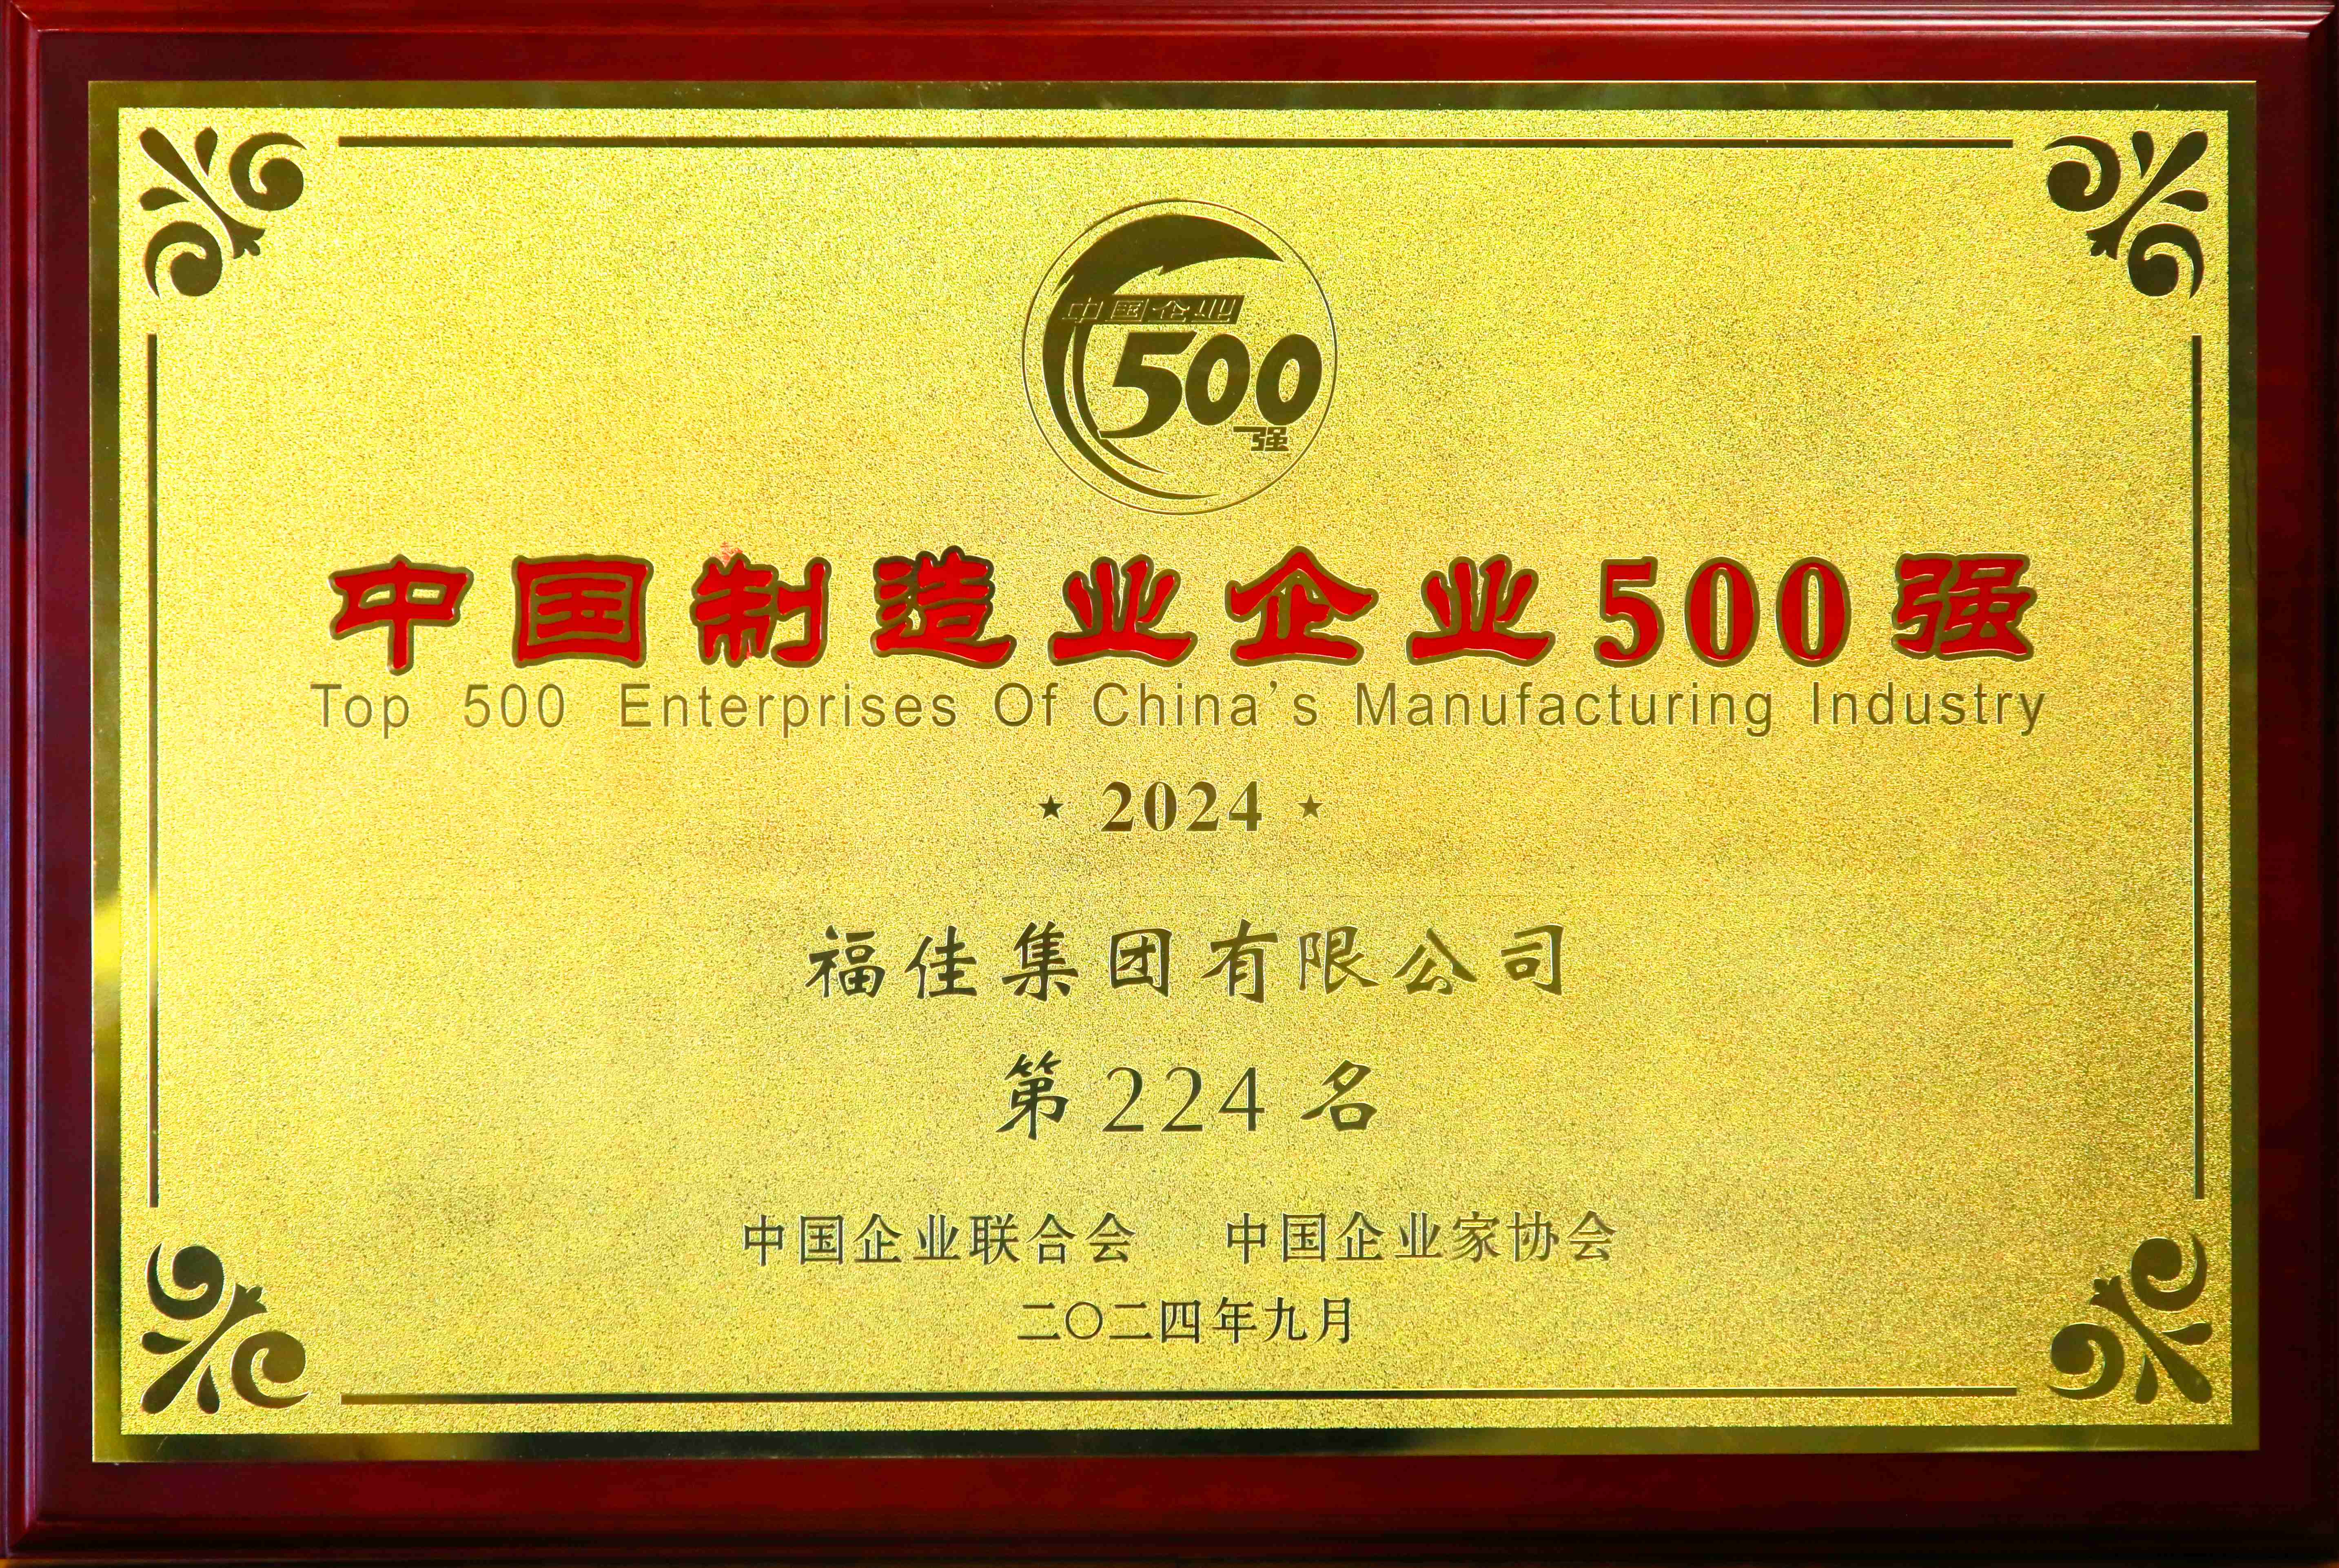 中国企业
500
强
中国制造业企业500强
Top 500 Enterprises Of China's Manufacturing Industry
★ 2024 ★
福佳集团有限公司
第224名
中国企业联合会 中国企业家协会
二〇二四年九月